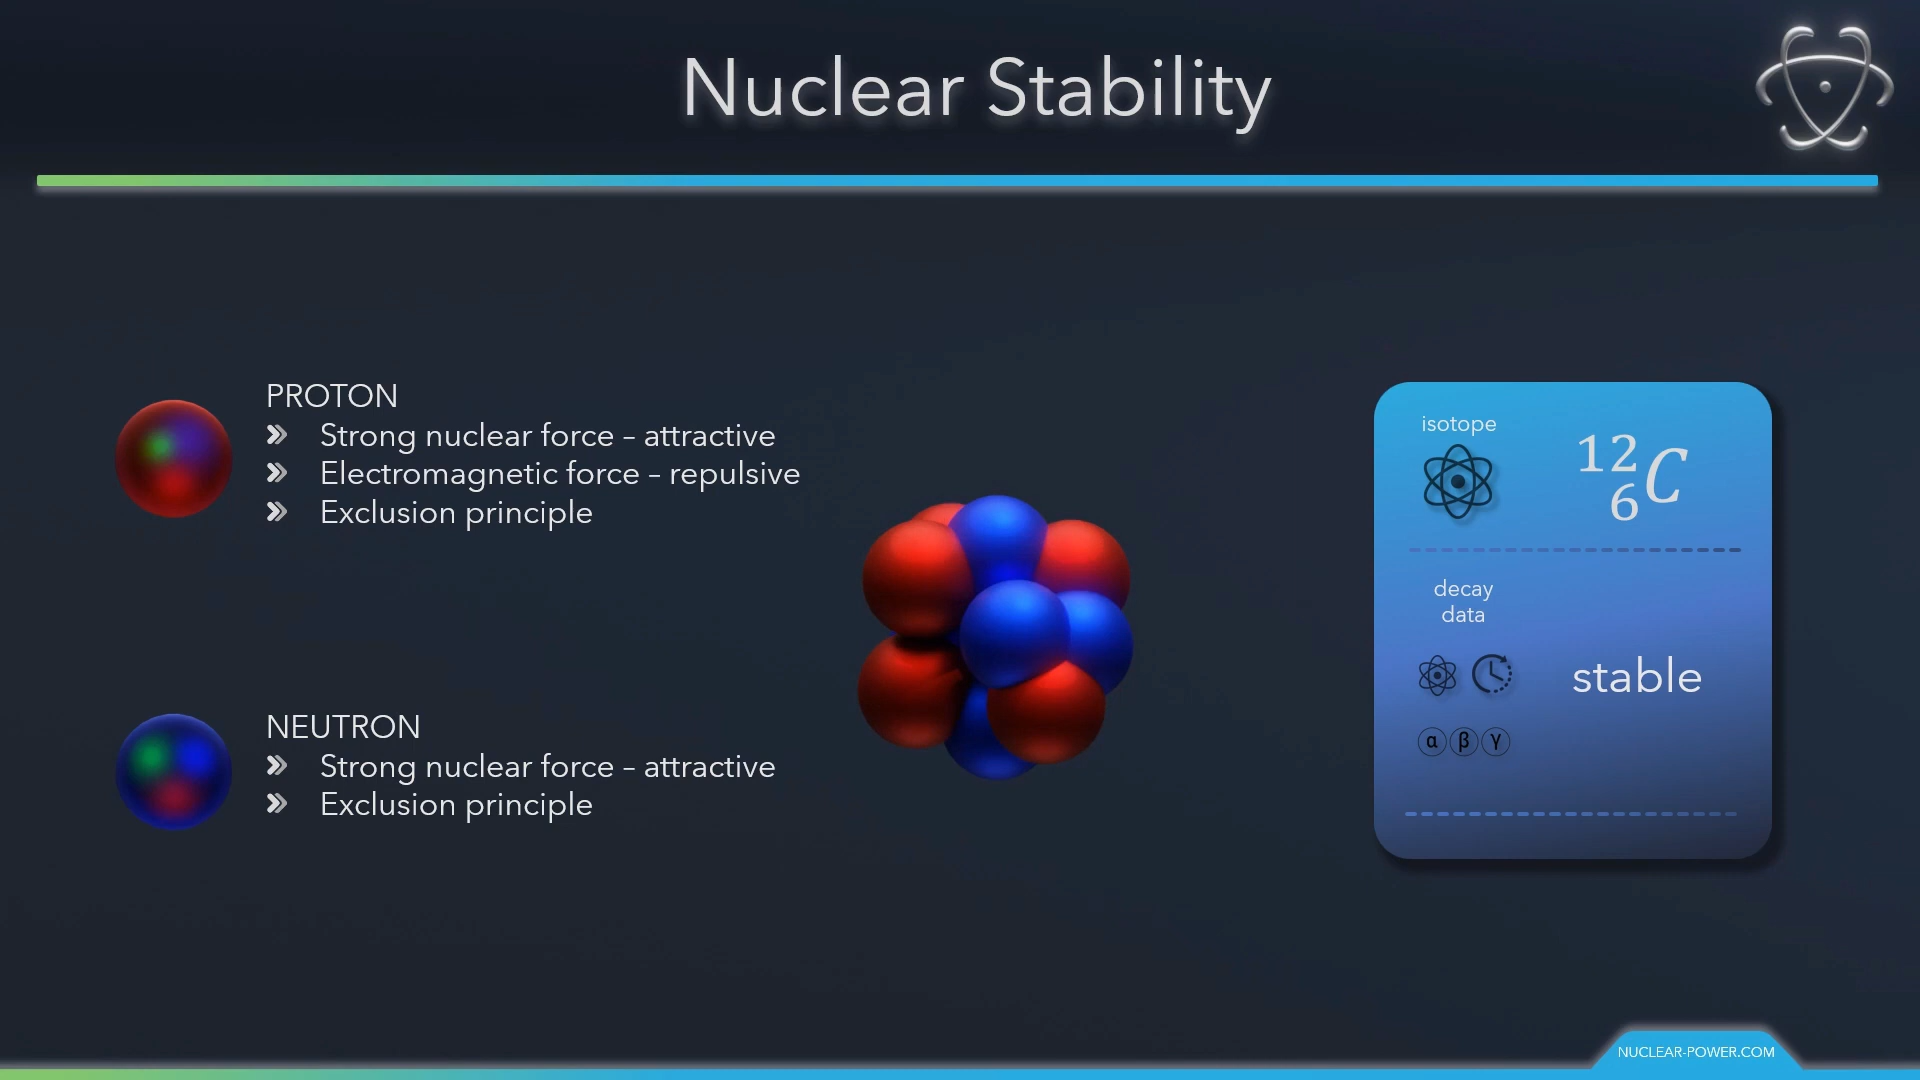 Nuclear Stability
PROTON
Strong nuclear force – attractive
Electromagnetic force – repulsive
Exclusion principle
NEUTRON
Strong nuclear force – attractive
Exclusion principle
isotope
12
6 C
decay
data
stable
α β γ
NUCLEAR-POWER.COM